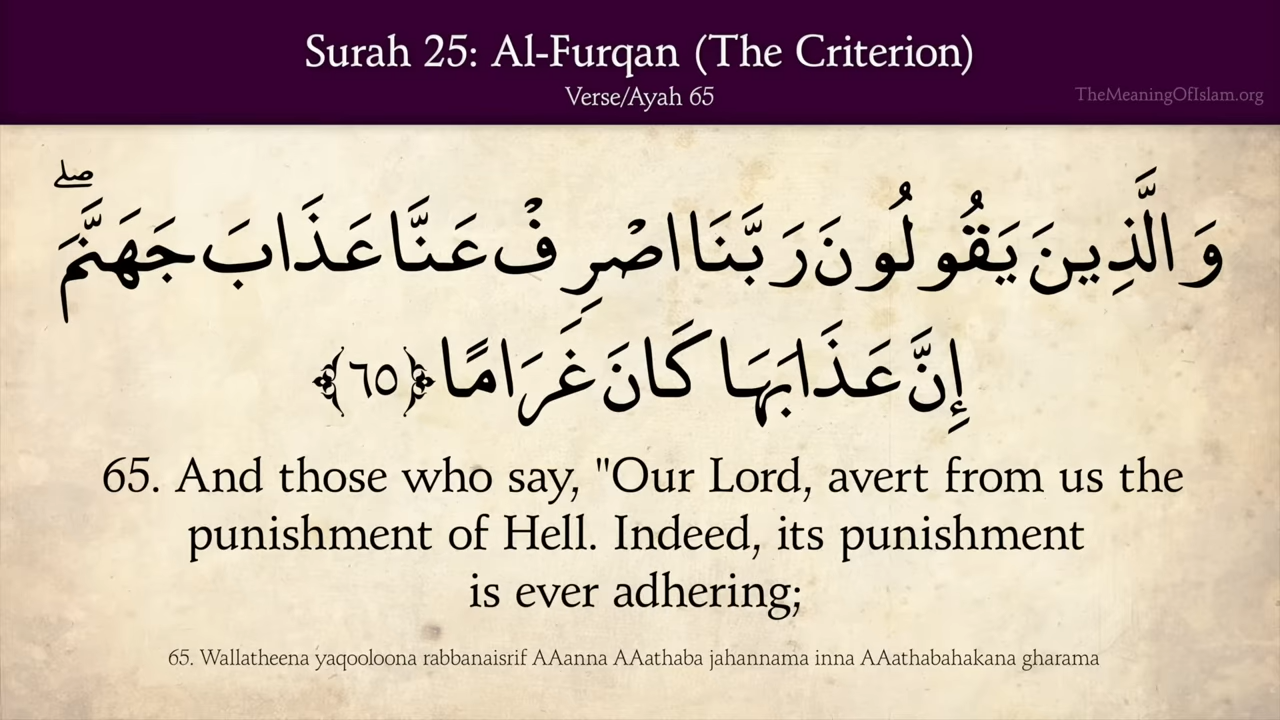 Surah 25: Al-Furqan (The Criterion)
Verse/Ayah 65
TheMeaningOfIslam.org
وَالَّذِينَ يَقُولُونَ رَبَّنَا اصْرِفْ عَنَّا عَذَابَ جَهَنَّمَ ۖ
إِنَّ عَذَابَهَا كَانَ غَرَامًا ﴿٦٥﴾
65. And those who say, "Our Lord, avert from us the
punishment of Hell. Indeed, its punishment
is ever adhering;
65. Wallatheena yaqooloona rabbanaisrif AAanna AAathaba jahannama inna AAathabahakana gharama